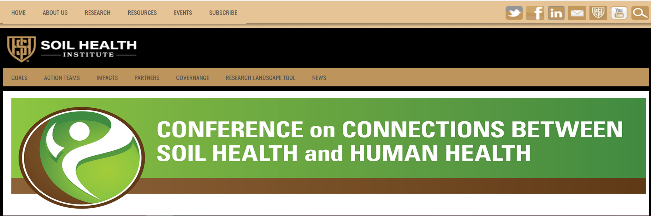 HOME ABOUT US RESEARCH RESOURCES EVENTS SUBSCRIBE
SOIL HEALTH
INSTITUTE
GOALS ACTION TEAMS IMPACTS PARTNERS GOVERNANCE RESEARCH LANDSCAPE TOOL NEWS
CONFERENCE on CONNECTIONS BETWEEN
SOIL HEALTH and HUMAN HEALTH